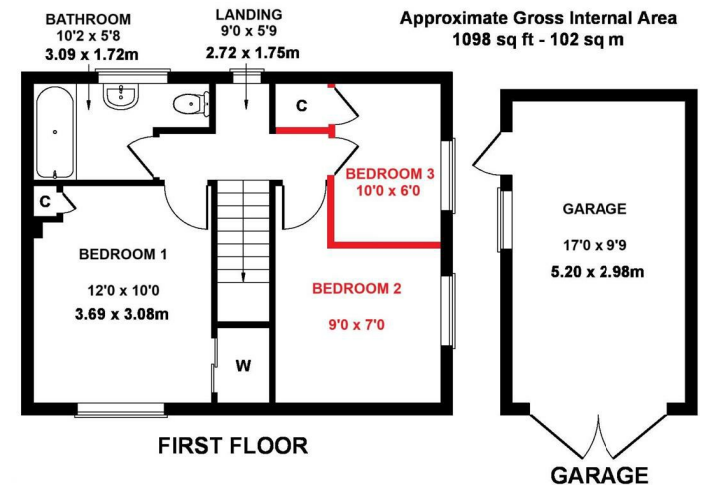 BATHROOM
10'2 x 5'8
3.09 x 1.72m
LANDING
9'0 x 5'9
2.72 x 1.75m
Approximate Gross Internal Area
1098 sq ft - 102 sq m
C
BEDROOM 3
10'0 x 6'0
C
BEDROOM 1
12'0 x 10'0
3.69 x 3.08m
BEDROOM 2
9'0 x 7'0
W
GARAGE
17'0 x 9'9
5.20 x 2.98m
FIRST FLOOR
GARAGE